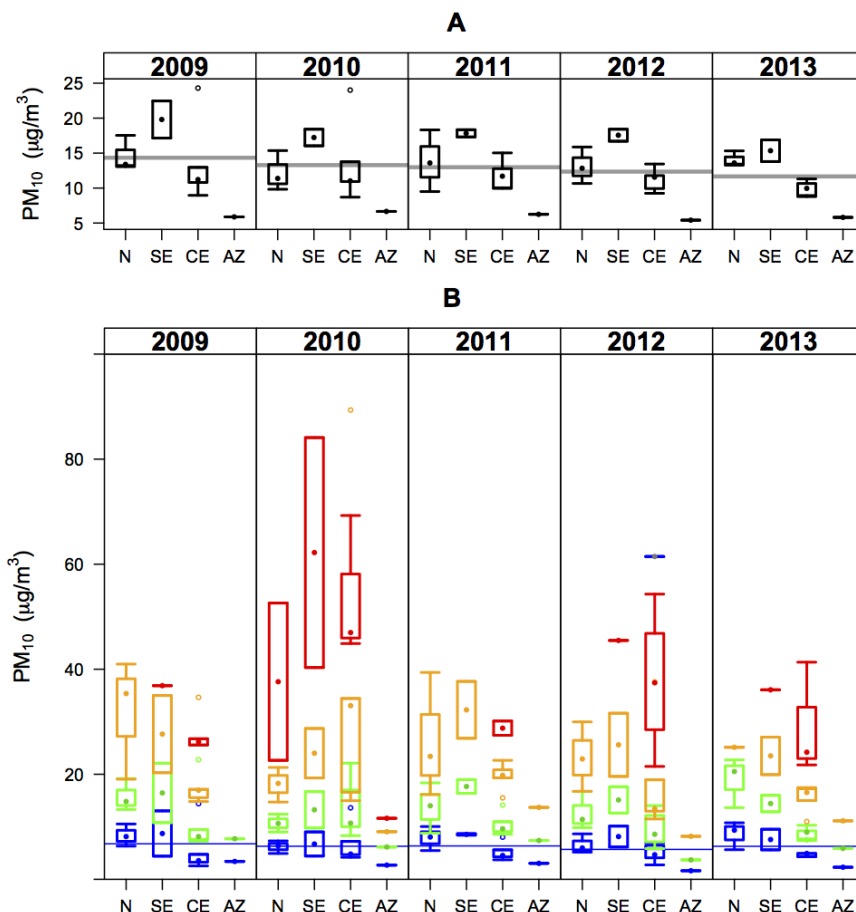 A
2009 2010 2011 2012 2013
25
20
15
10
5
PM10 (μg/m3)
N SE CE AZ N SE CE AZ N SE CE AZ N SE CE AZ N SE CE AZ
B
2009 2010 2011 2012 2013
80
60
40
20
PM10 (μg/m3)
N SE CE AZ N SE CE AZ N SE CE AZ N SE CE AZ N SE CE AZ